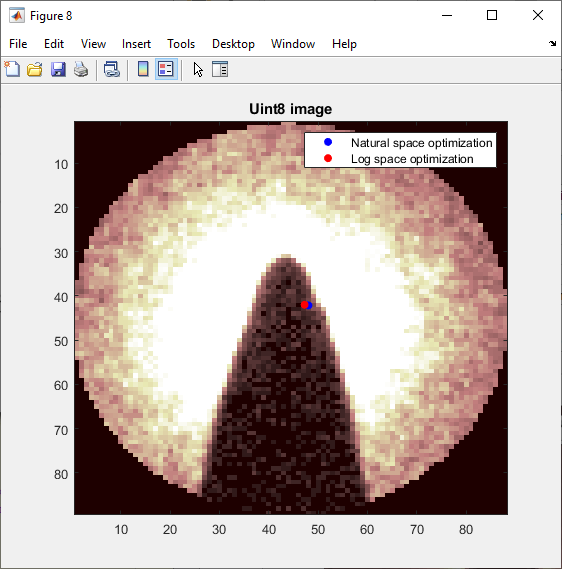 Figure 8
File Edit View Insert Tools Desktop Window Help
Uint8 image
Natural space optimization
Log space optimization
10
20
30
40
50
60
70
80
10 20 30 40 50 60 70 80